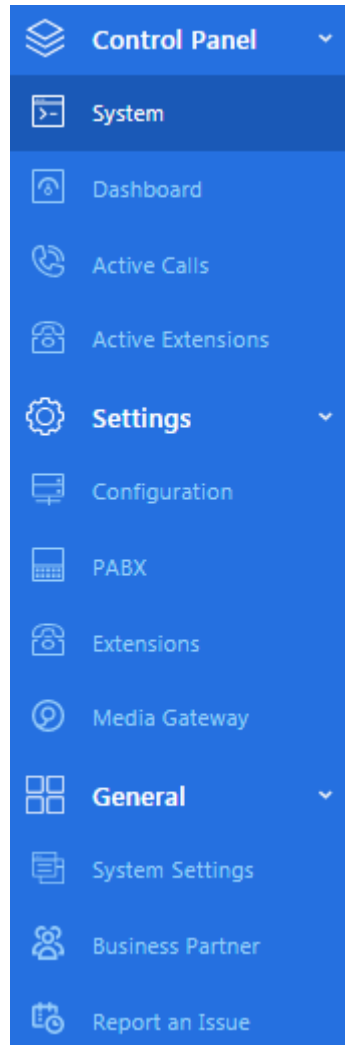 Control Panel
System
Dashboard
Active Calls
Active Extensions
Settings
Configuration
PABX
Extensions
Media Gateway
General
System Settings
Business Partner
Report an Issue